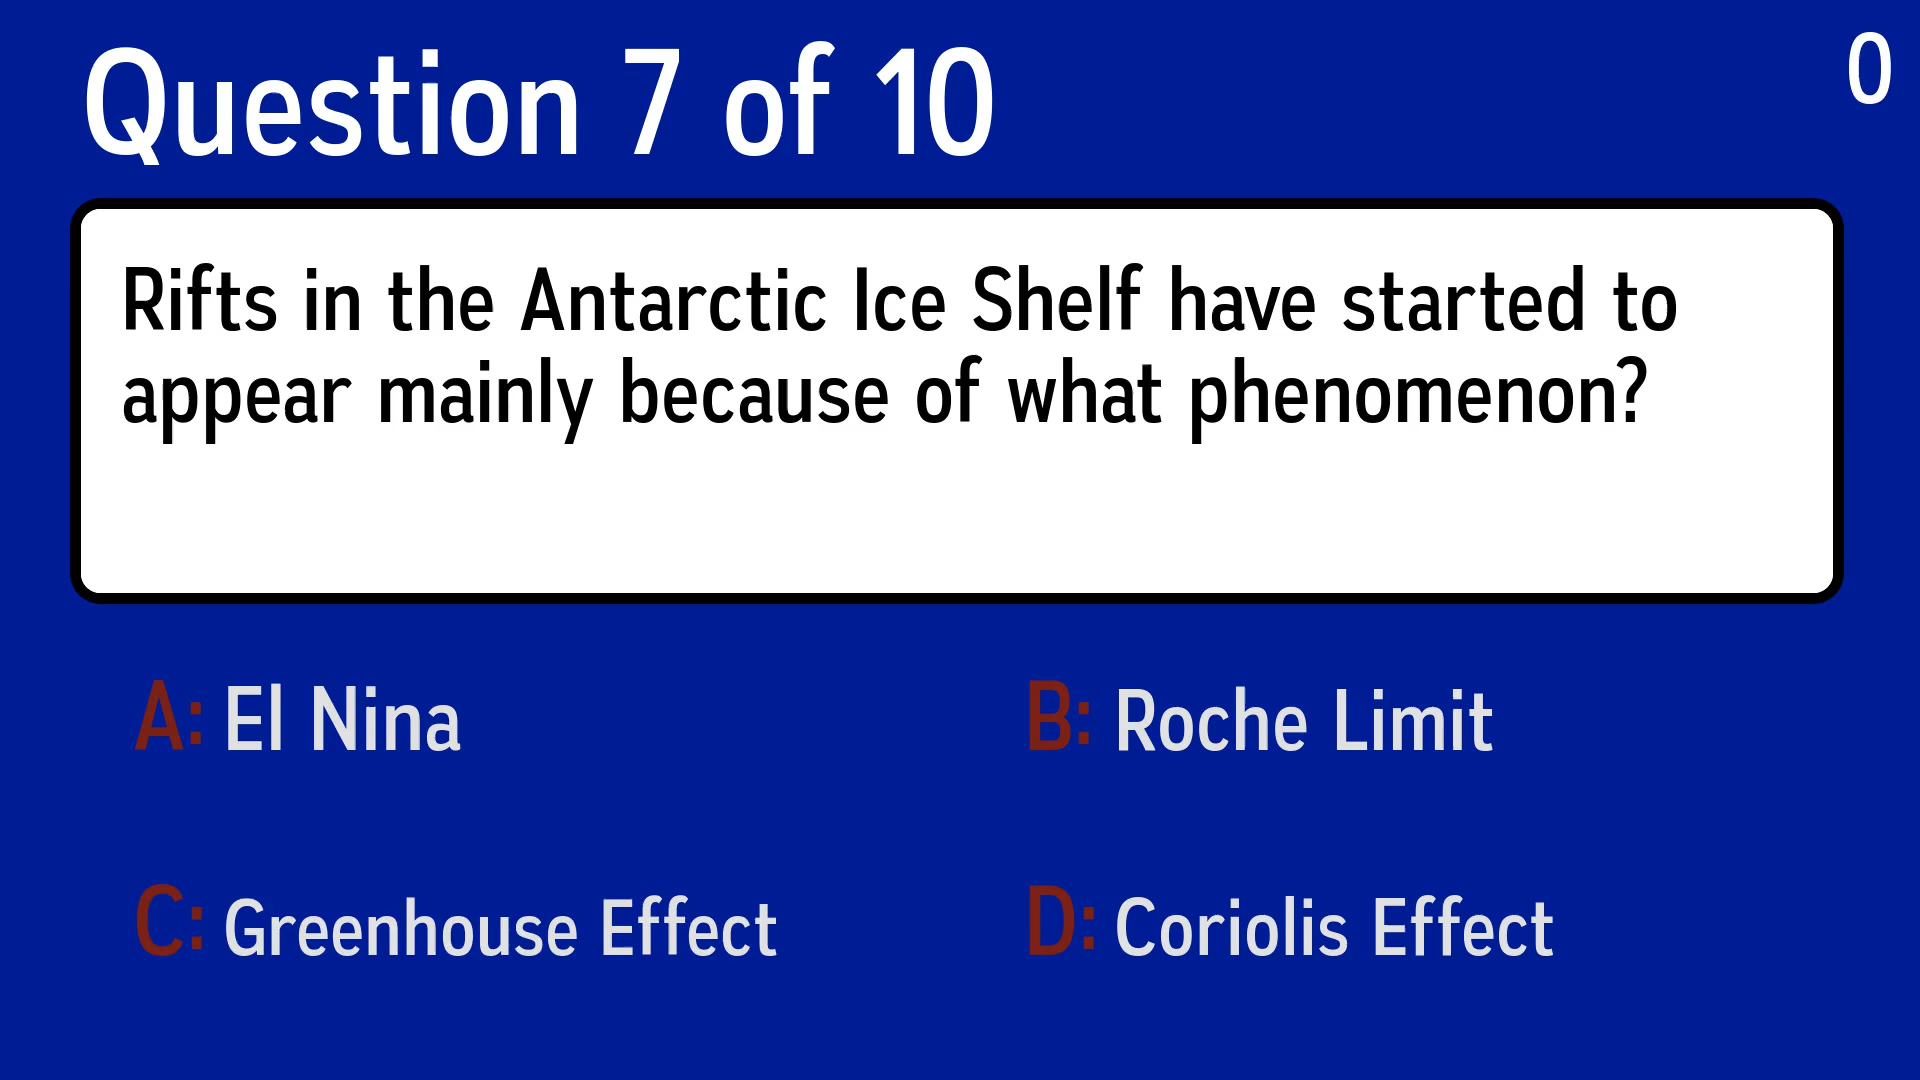 Question 7 of 10
0
Rifts in the Antarctic Ice Shelf have started to
appear mainly because of what phenomenon?
A: El Nina
B: Roche Limit
C: Greenhouse Effect
D: Coriolis Effect